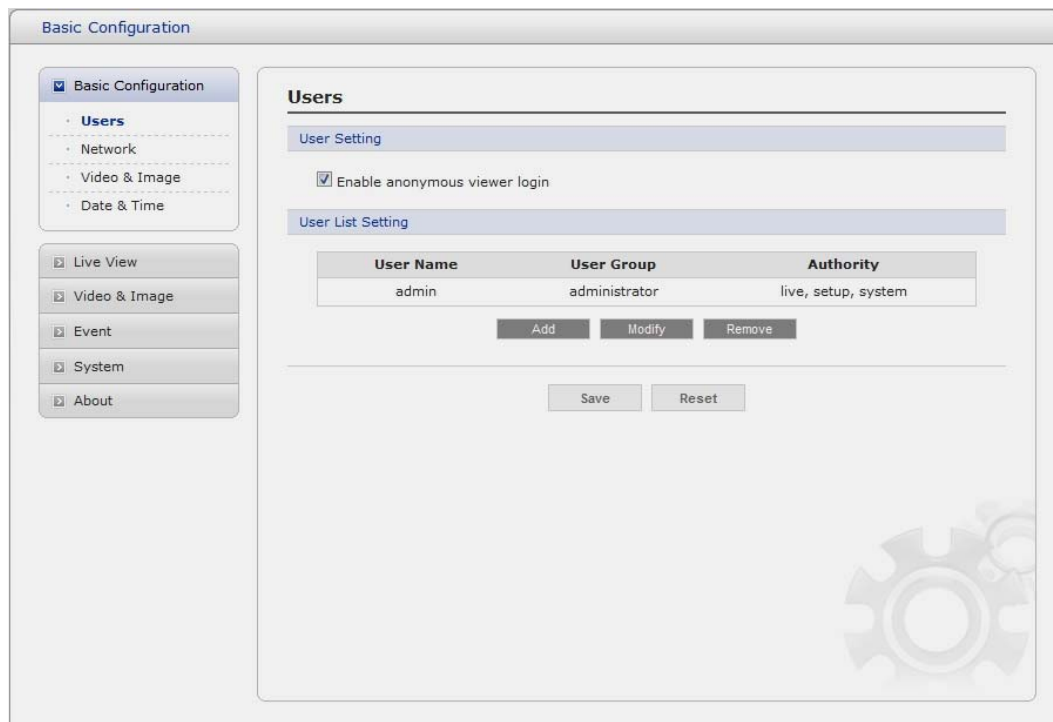 Basic Configuration
Basic Configuration
Users
Network
Video & Image
Date & Time
Live View
Video & Image
Event
System
About
Users
User Setting
Enable anonymous viewer login
User List Setting
User Name User Group Authority
admin administrator live, setup, system
Add Modify Remove
Save Reset